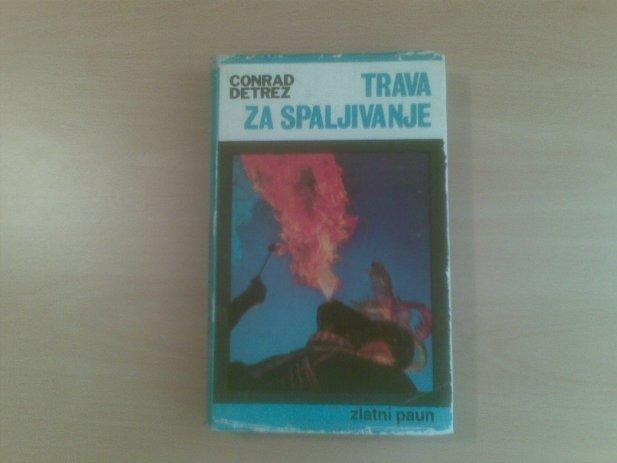 CONRAD
DETREZ
TRAVA
ZA SPALJIVANJE
zlatni paun